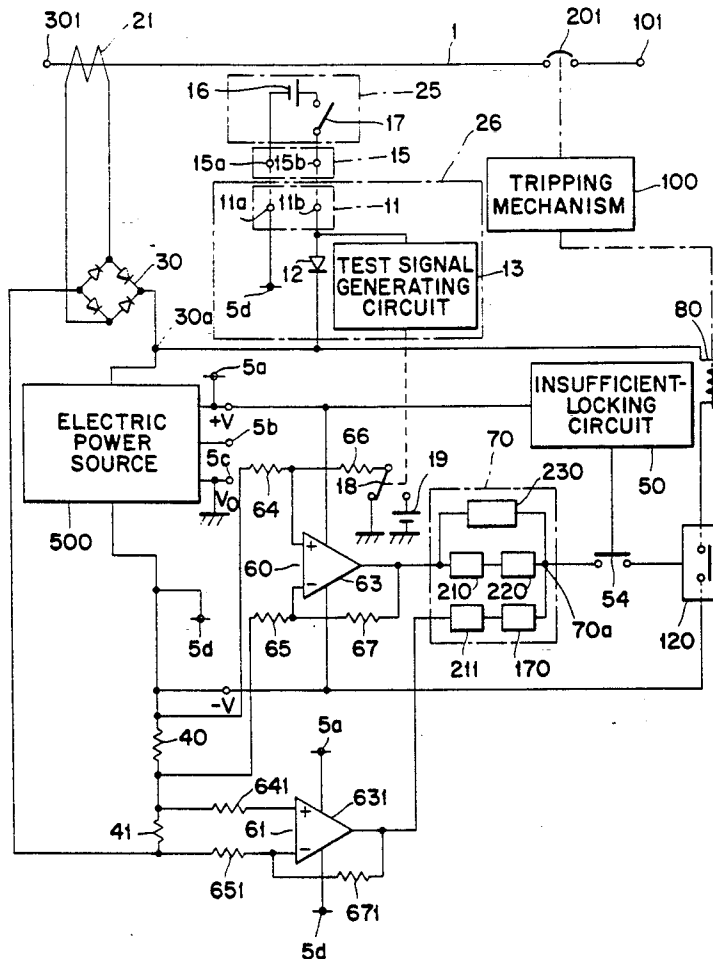 301
21
1
201
101
16
25
17
26
15a
15b
15
11a
11b
11
TRIPPING
MECHANISM
100
12
TEST SIGNAL
GENERATING
CIRCUIT
13
5d
30
30a
80
5a
ELECTRIC
POWER
SOURCE
+V
5b
5c
V0
500
INSUFFICIENT-
LOCKING
CIRCUIT
50
66
64
18
19
70
230
+
60
−
63
210
220
54
120
65
67
70a
211
170
5d
-V
40
5a
641
631
+
61
−
41
651
671
5d